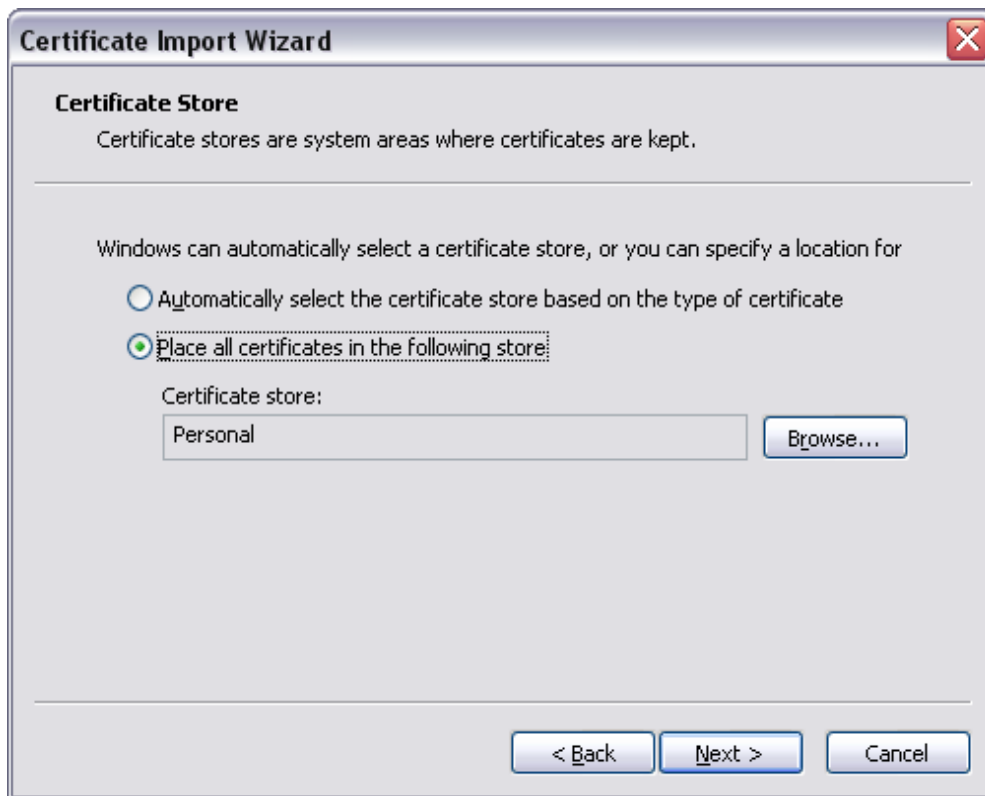 Certificate Import Wizard
Certificate Store
Certificate stores are system areas where certificates are kept.
Windows can automatically select a certificate store, or you can specify a location for
Automatically select the certificate store based on the type of certificate
Place all certificates in the following store
Certificate store:
Personal
Browse...
< Back
Next >
Cancel